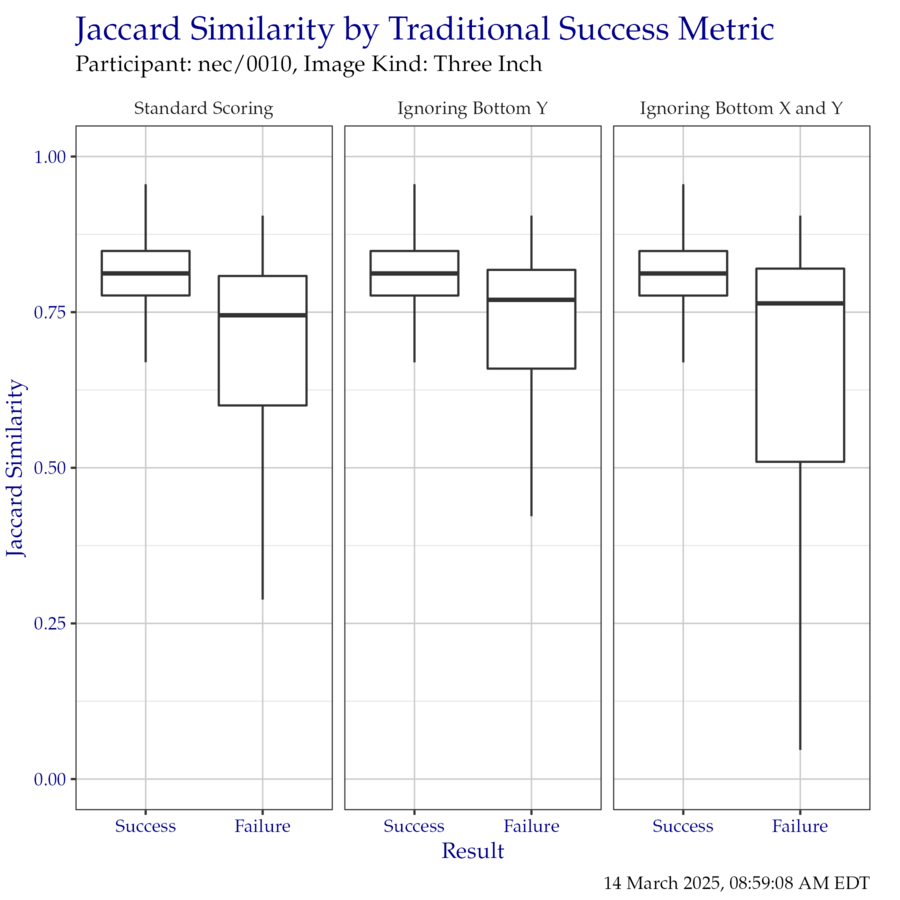 Jaccard Similarity by Traditional Success Metric
Participant: nec/0010, Image Kind: Three Inch
Standard Scoring
Ignoring Bottom Y
Ignoring Bottom X and Y
Jaccard Similarity
1.00
0.75
0.50
0.25
0.00
Success
Failure
Success
Failure
Success
Failure
Result
14 March 2025, 08:59:08 AM EDT